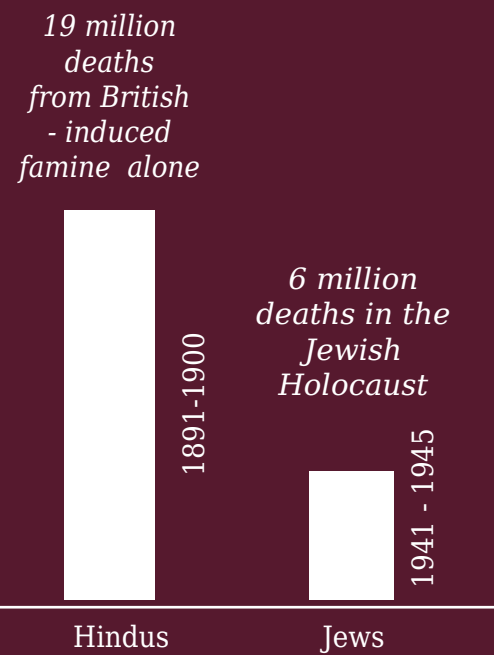 19 million
deaths
from British
- induced
famine alone
1891-1900
6 million
deaths in the
Jewish
Holocaust
1941 - 1945
Hindus
Jews